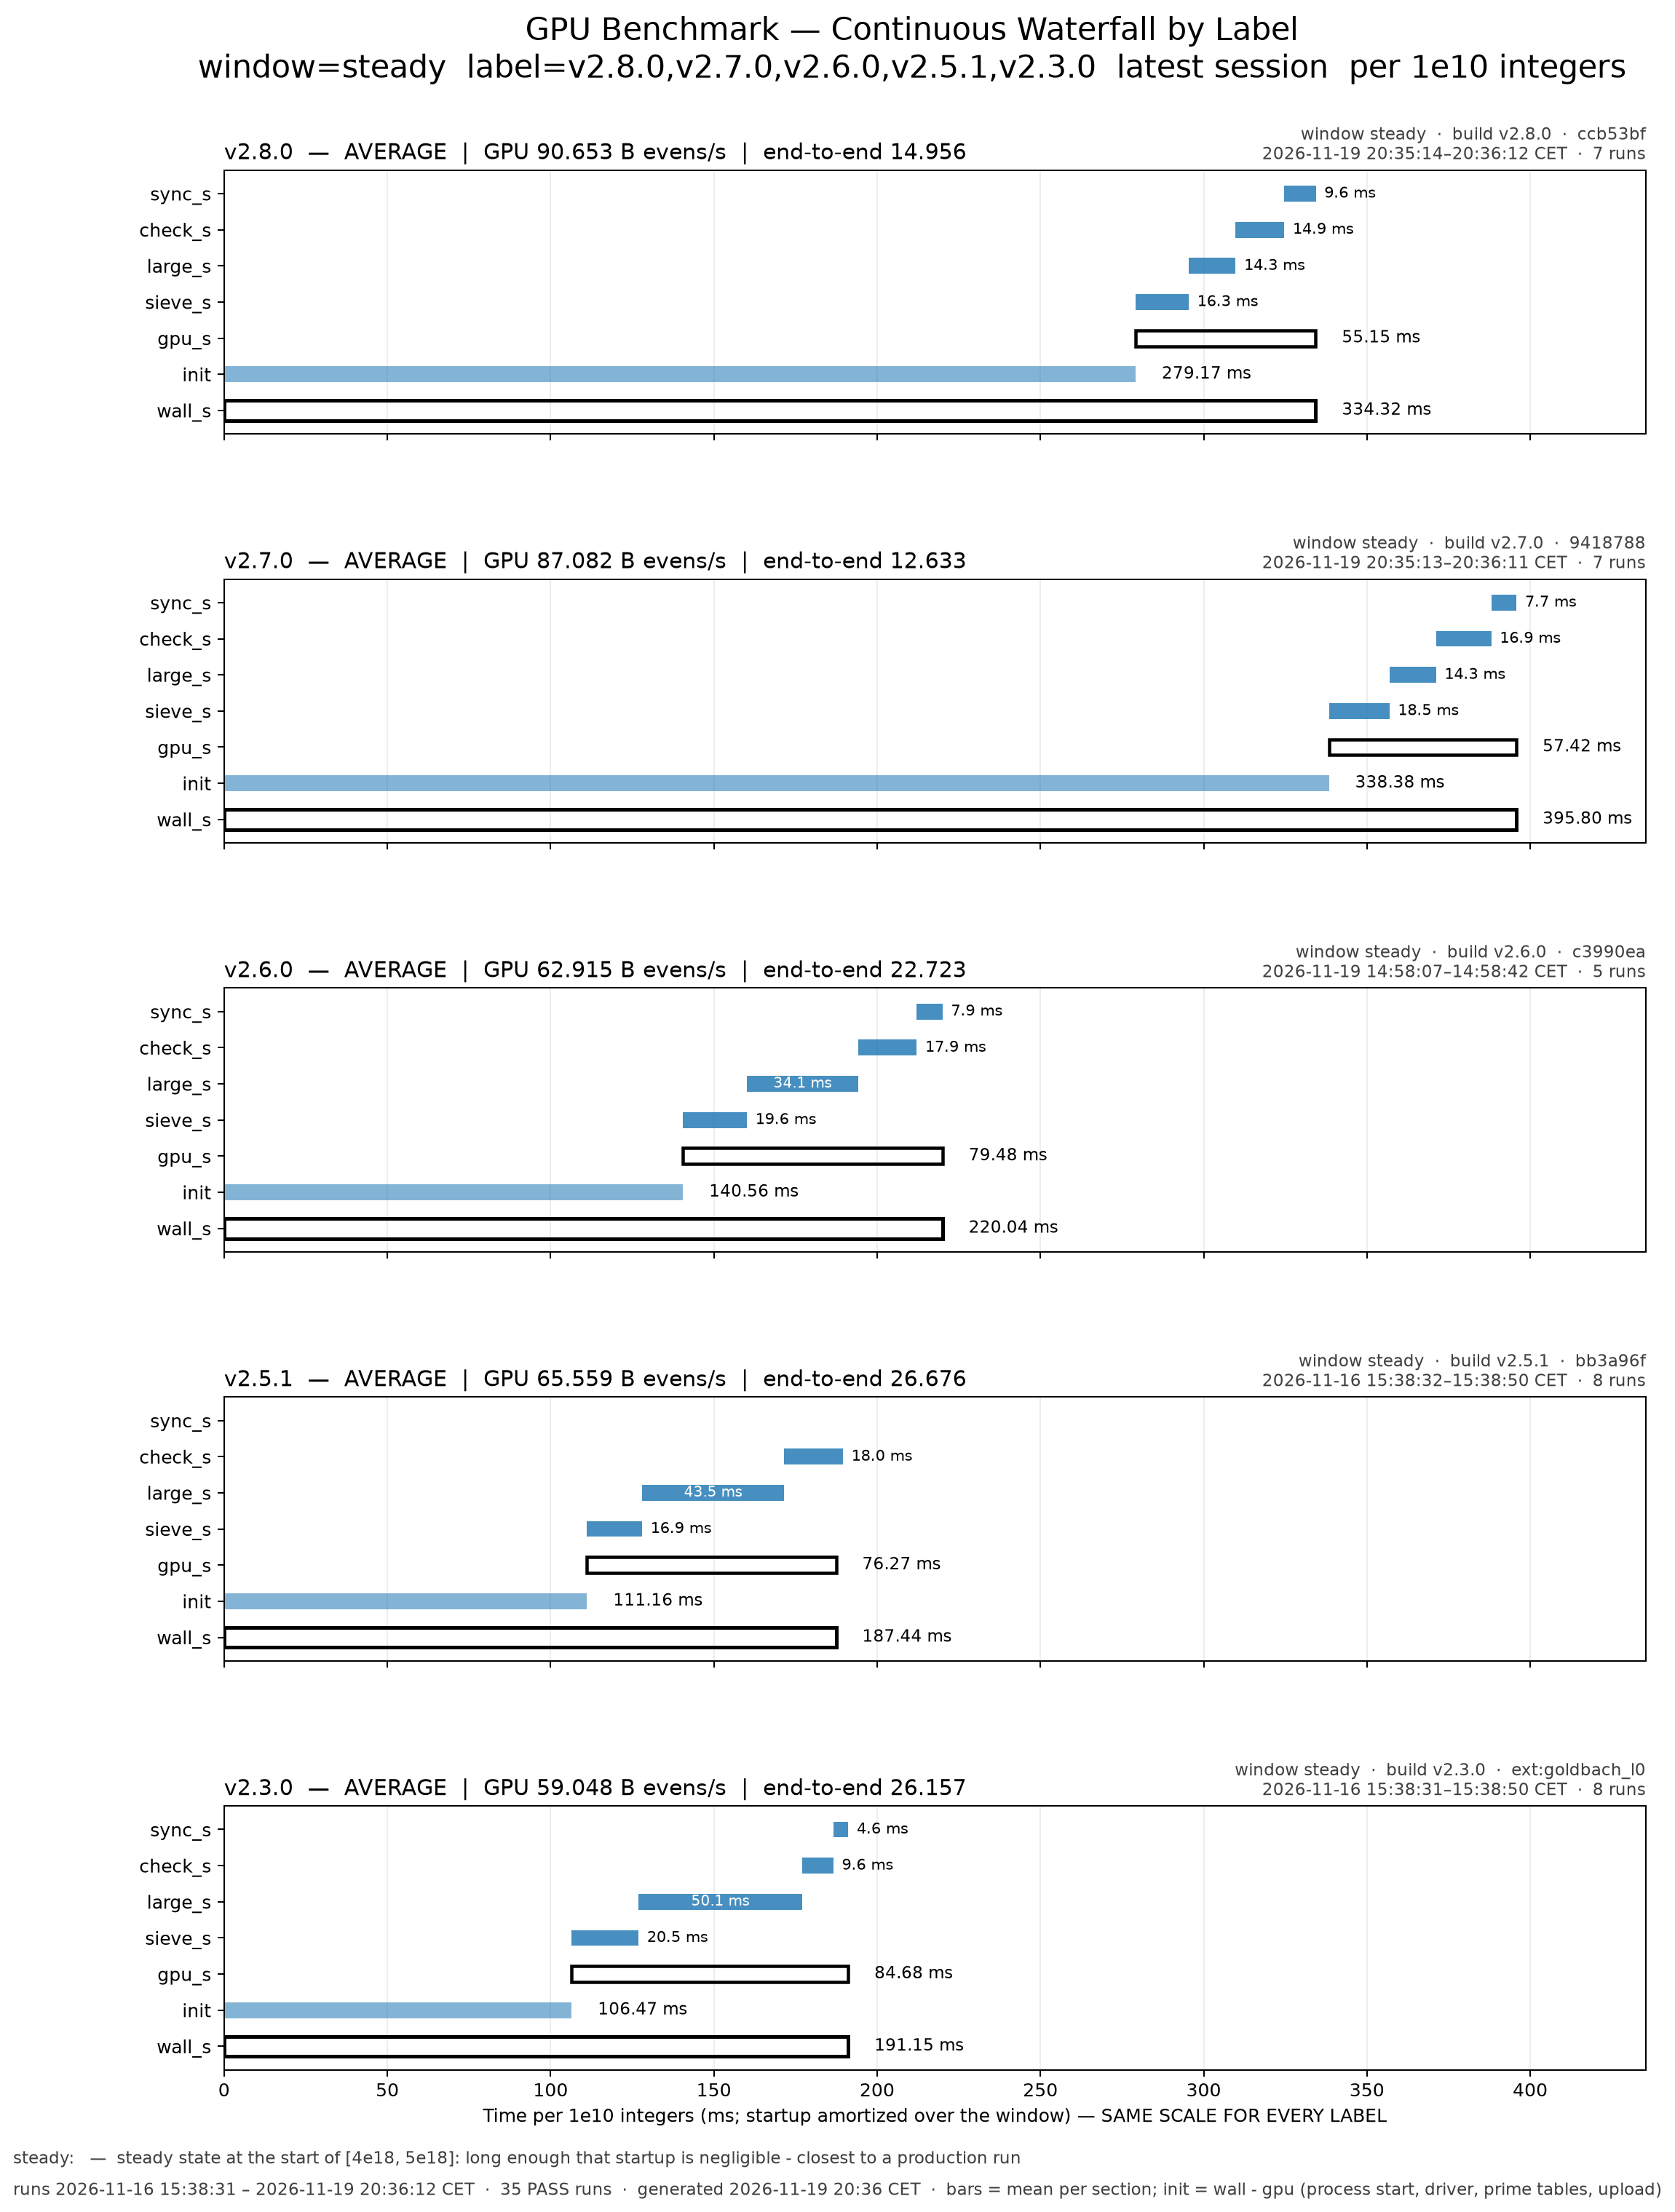 GPU Benchmark — Continuous Waterfall by Label
window=steady  label=v2.8.0,v2.7.0,v2.6.0,v2.5.1,v2.3.0  latest session  per 1e10 integers
window steady · build v2.8.0 · ccb53bf
v2.8.0 — AVERAGE | GPU 90.653 B evens/s | end-to-end 14.956
2026-11-19 20:35:14–20:36:12 CET · 7 runs
sync_s 9.6 ms
check_s 14.9 ms
large_s 14.3 ms
sieve_s 16.3 ms
gpu_s 55.15 ms
init 279.17 ms
wall_s 334.32 ms
window steady · build v2.7.0 · 9418788
v2.7.0 — AVERAGE | GPU 87.082 B evens/s | end-to-end 12.633
2026-11-19 20:35:13–20:36:11 CET · 7 runs
sync_s 7.7 ms
check_s 16.9 ms
large_s 14.3 ms
sieve_s 18.5 ms
gpu_s 57.42 ms
init 338.38 ms
wall_s 395.80 ms
window steady · build v2.6.0 · c3990ea
v2.6.0 — AVERAGE | GPU 62.915 B evens/s | end-to-end 22.723
2026-11-19 14:58:07–14:58:42 CET · 5 runs
sync_s 7.9 ms
check_s 17.9 ms
large_s 34.1 ms
sieve_s 19.6 ms
gpu_s 79.48 ms
init 140.56 ms
wall_s 220.04 ms
window steady · build v2.5.1 · bb3a96f
v2.5.1 — AVERAGE | GPU 65.559 B evens/s | end-to-end 26.676
2026-11-16 15:38:32–15:38:50 CET · 8 runs
sync_s
check_s 18.0 ms
large_s 43.5 ms
sieve_s 16.9 ms
gpu_s 76.27 ms
init 111.16 ms
wall_s 187.44 ms
window steady · build v2.3.0 · ext:goldbach_l0
v2.3.0 — AVERAGE | GPU 59.048 B evens/s | end-to-end 26.157
2026-11-16 15:38:31–15:38:50 CET · 8 runs
sync_s 4.6 ms
check_s 9.6 ms
large_s 50.1 ms
sieve_s 20.5 ms
gpu_s 84.68 ms
init 106.47 ms
wall_s 191.15 ms
0 50 100 150 200 250 300 350 400
Time per 1e10 integers (ms; startup amortized over the window) — SAME SCALE FOR EVERY LABEL
steady: — steady state at the start of [4e18, 5e18]: long enough that startup is negligible - closest to a production run
runs 2026-11-16 15:38:31 – 2026-11-19 20:36:12 CET · 35 PASS runs · generated 2026-11-19 20:36 CET · bars = mean per section; init = wall - gpu (process start, driver, prime tables, upload)